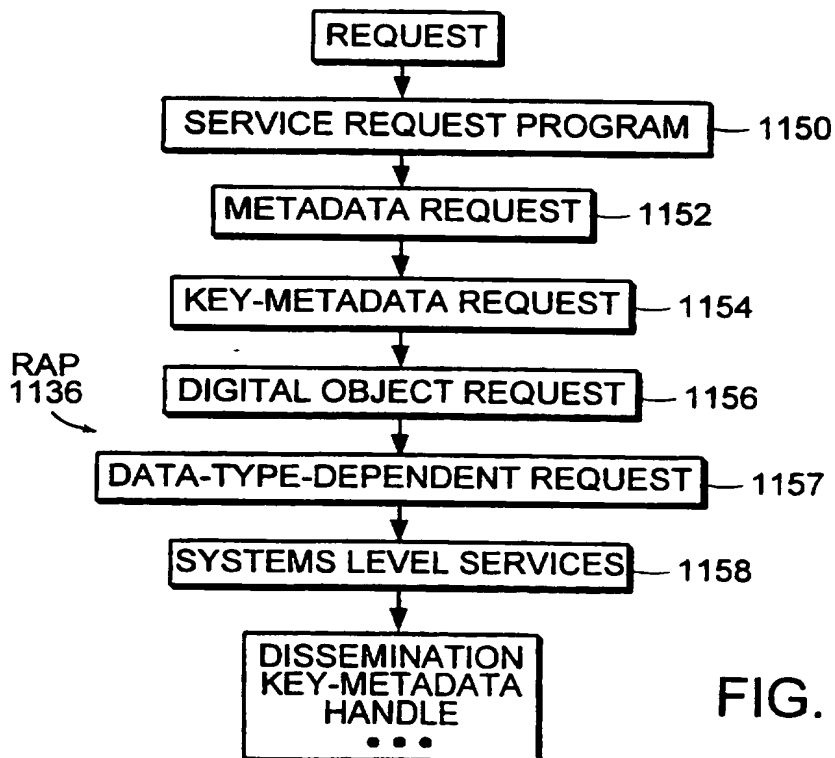 REQUEST
SERVICE REQUEST PROGRAM 1150
METADATA REQUEST 1152
KEY-METADATA REQUEST 1154
RAP
1136
DIGITAL OBJECT REQUEST 1156
DATA-TYPE-DEPENDENT REQUEST 1157
SYSTEMS LEVEL SERVICES 1158
DISSEMINATION
KEY-METADATA
HANDLE
• • •
FIG.